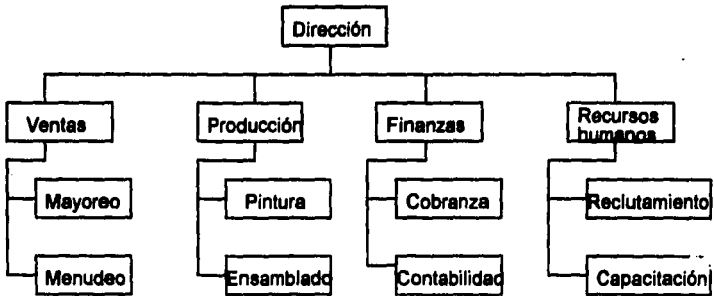 Dirección
Ventas
Producción
Finanzas
Recursos
humanos
Mayoreo
Pintura
Cobranza
Reclutamiento
Menudeo
Ensamblado
Contabilidad
Capacitación